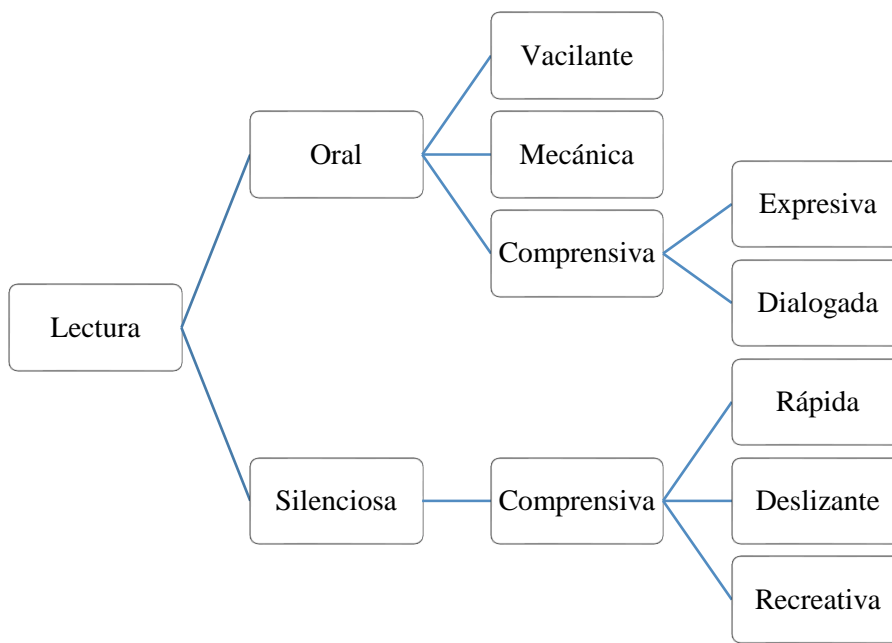 Lectura
Oral
Vacilante
Mecánica
Comprensiva
Expresiva
Dialogada
Silenciosa
Comprensiva
Rápida
Deslizante
Recreativa